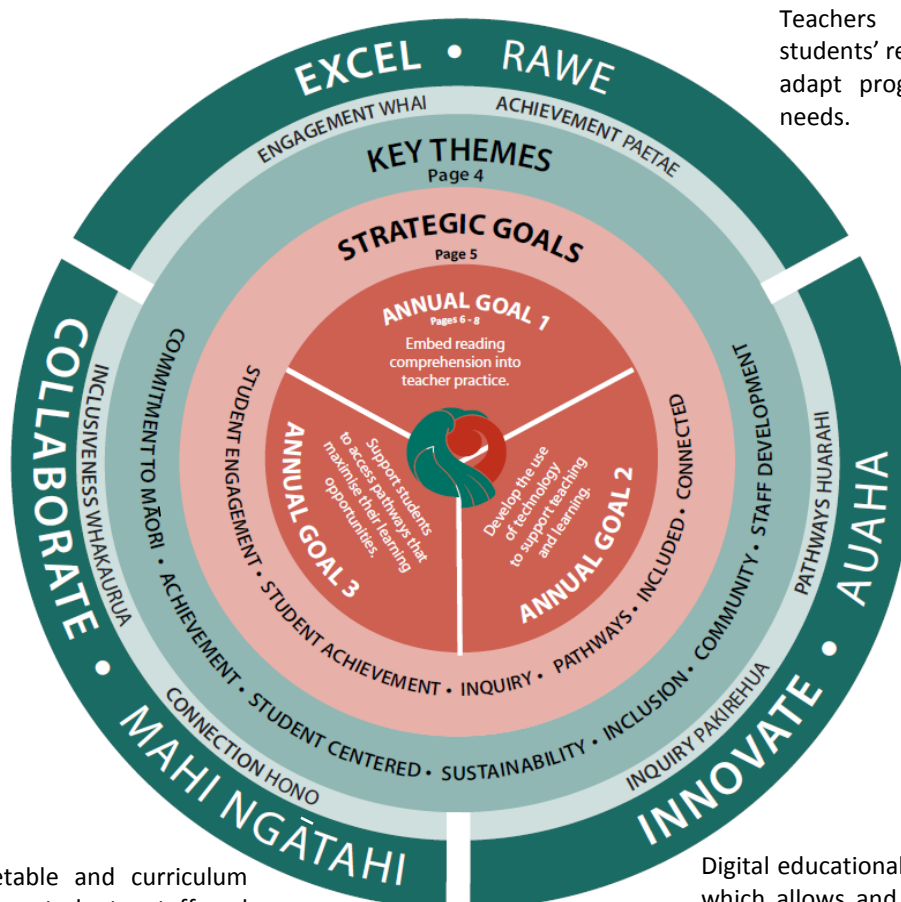 Teachers
students’ re
adapt prog
needs.
EXCEL • RAWE
ENGAGEMENT WHAI
ACHIEVEMENT PAETAE
KEY THEMES
Page 4
STRATEGIC GOALS
Page 5
ANNUAL GOAL 1
Pages 6 - 8
Embed reading
comprehension into
teacher practice.
ANNUAL GOAL 2
Develop the use
of technology
to support teaching
and learning.
ANNUAL GOAL 3
Support students
to access pathways that
maximise their learning
opportunities.
STUDENT ENGAGEMENT • STUDENT ACHIEVEMENT • INQUIRY • PATHWAYS • INCLUDED • CONNECTED
COMMITMENT TO MĀORI • ACHIEVEMENT • STUDENT CENTERED • SUSTAINABILITY • INCLUSION • COMMUNITY • STAFF DEVELOPMENT
INCLUSIVENESS WHAKAURUA
CONNECTION HONO
INQUIRY PAKIREHUA
PATHWAYS HUARAHI
COLLABORATE • MAHI NGĀTAHI
INNOVATE • AUAHA
etable and curriculum
Digital educational
which allows and